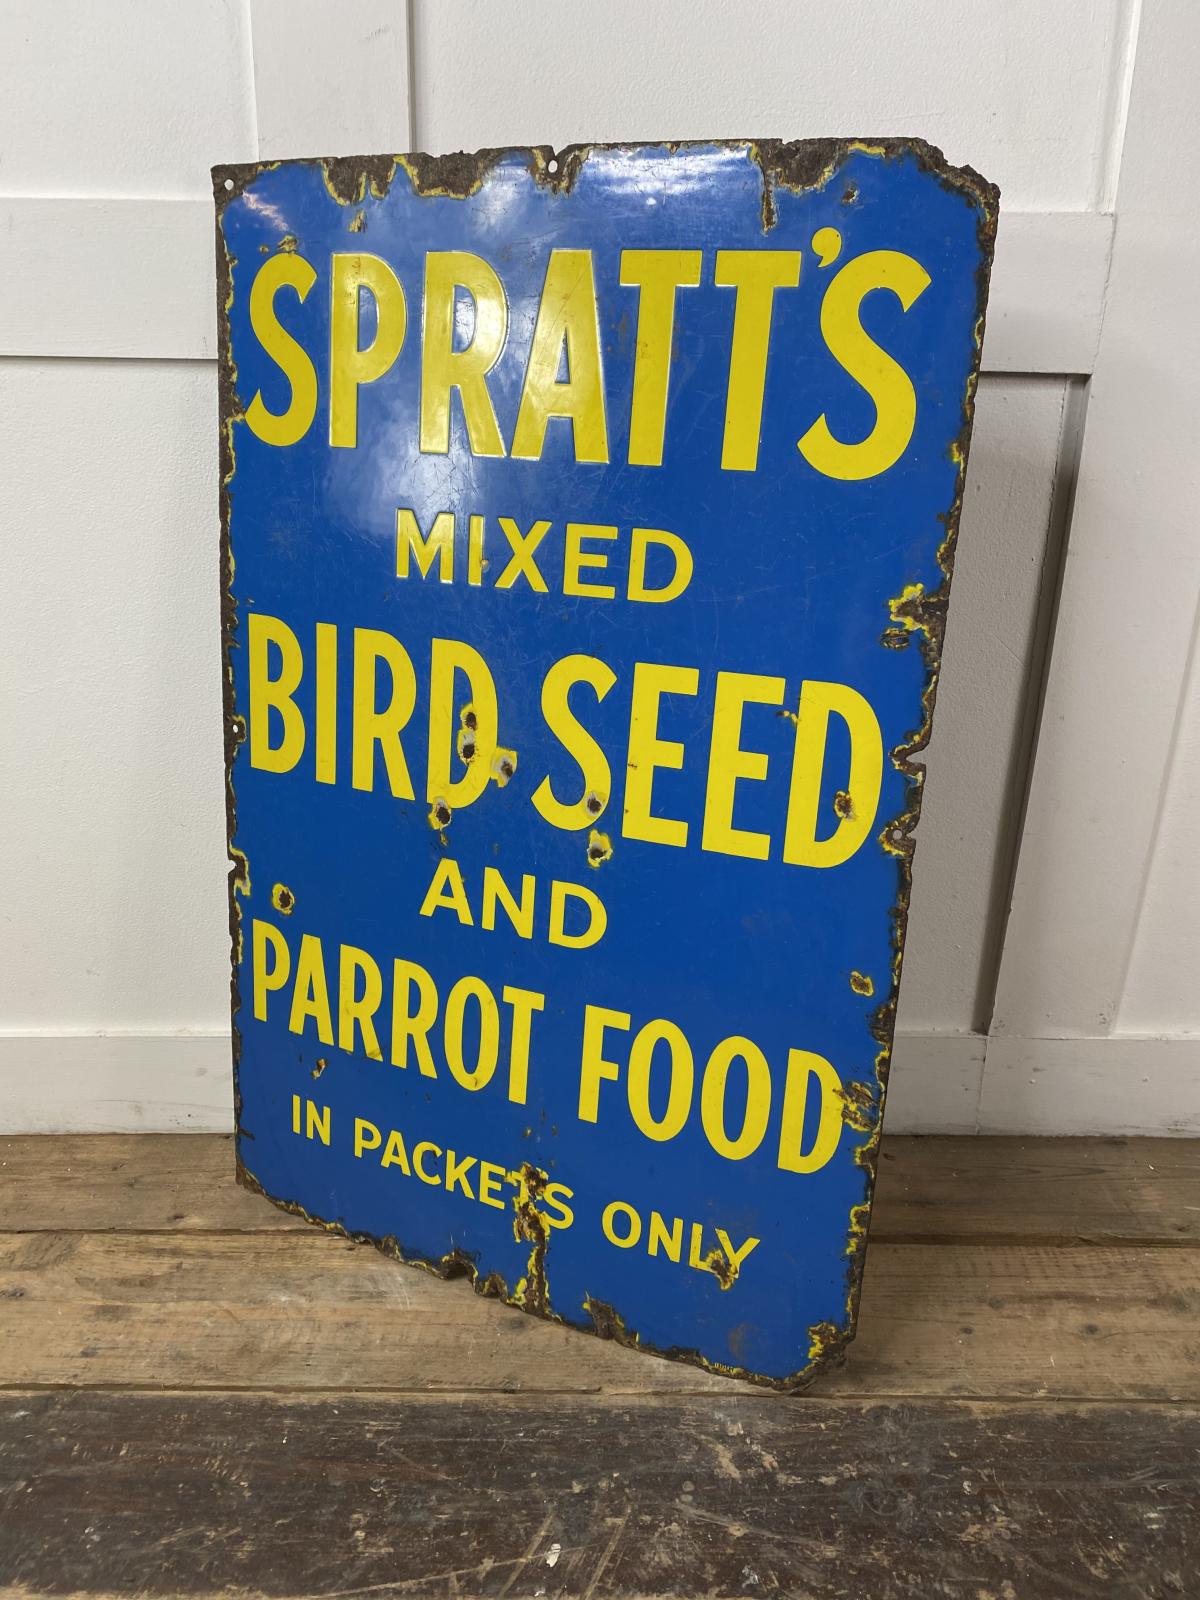 SPRATT'S
MIXED
BIRD SEED
AND
PARROT FOOD
IN PACKETS ONLY